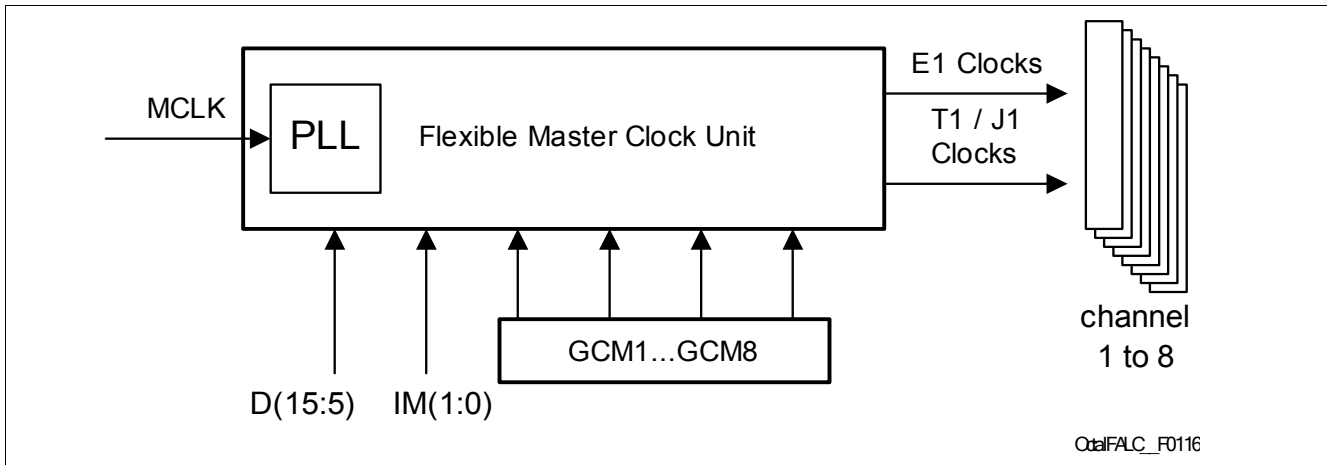 MCLK
PLL
Flexible Master Clock Unit
E1 Clocks
T1 / J1
Clocks
GCM1...GCM8
D(15:5)
IM(1:0)
channel
1 to 8
OctalFALC_F0116